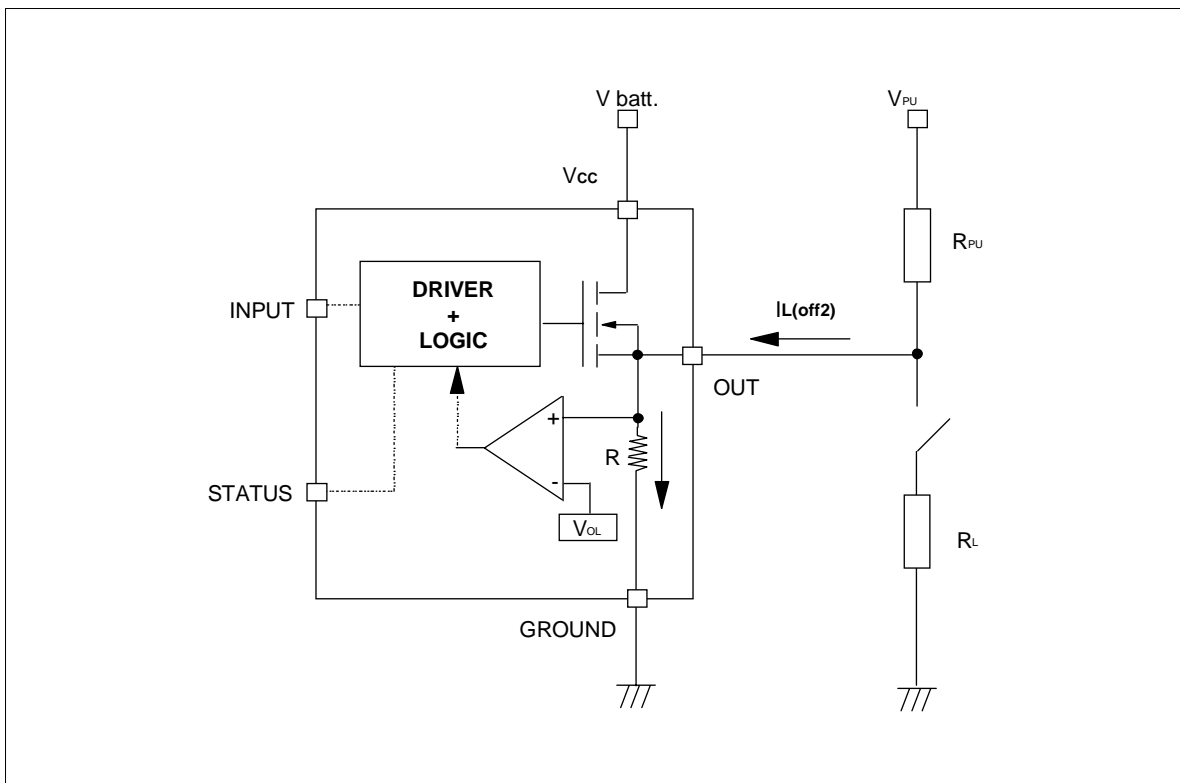 V batt.
VPU
Vcc
RPU
DRIVER
+
LOGIC
INPUT
IL(off2)
OUT
+
R
-
STATUS
VOL
RL
GROUND